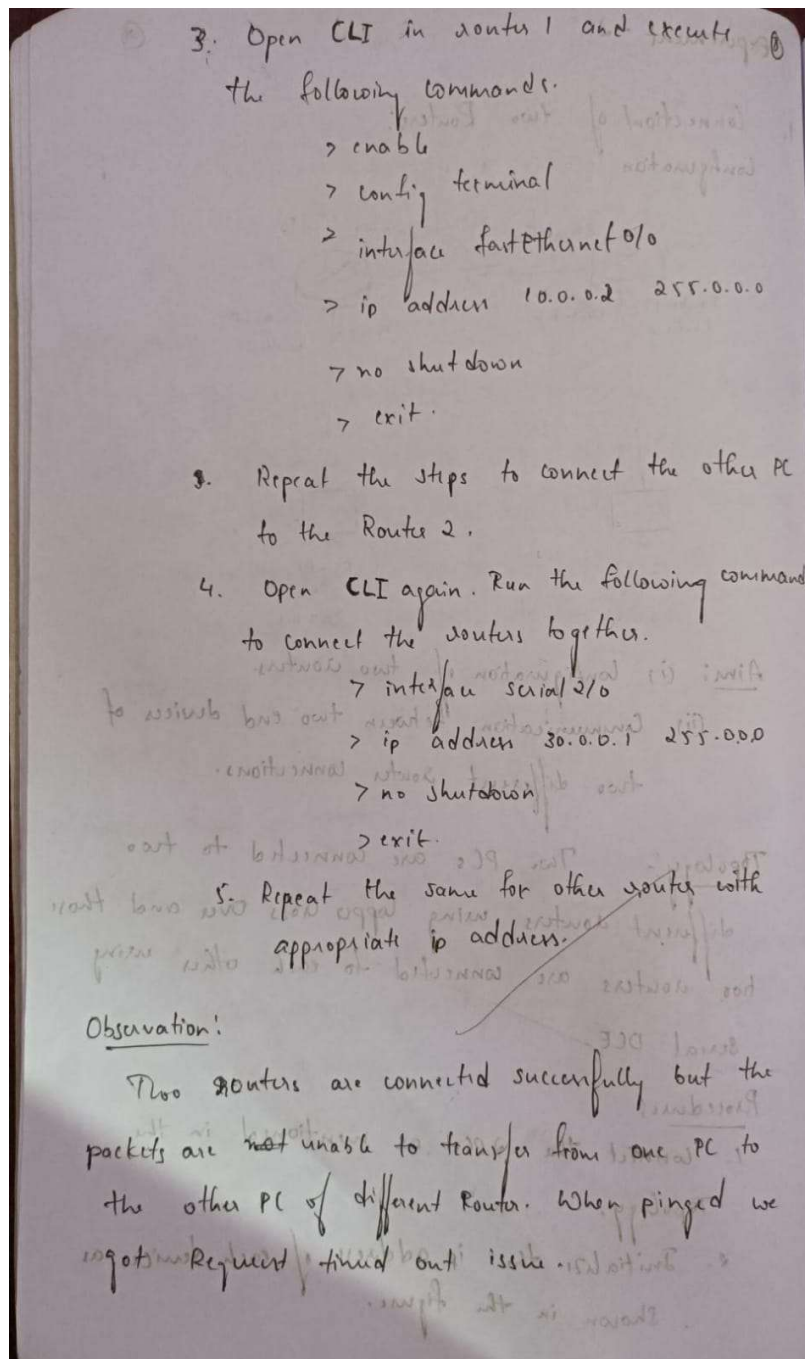 3. Open CLI in router 1 and execute
the following commands.
> enable
> config terminal
> interface fastEthernet 0/0
> ip address 10.0.0.2 255.0.0.0
> no shutdown
> exit.
3. Repeat the steps to connect the other PC
to the Router 2.
4. Open CLI again. Run the following command
to connect the routers together.
> interface serial 2/0
> ip address 30.0.0.1 255.0.0.0
> no shutdown
> exit.
5. Repeat the same for other router with
appropriate ip address.
Observation:
Two routers are connected successfully but the
packets are not unable to transfer from one PC to
the other PC of different Router. When pinged we
got Request timed out issue.